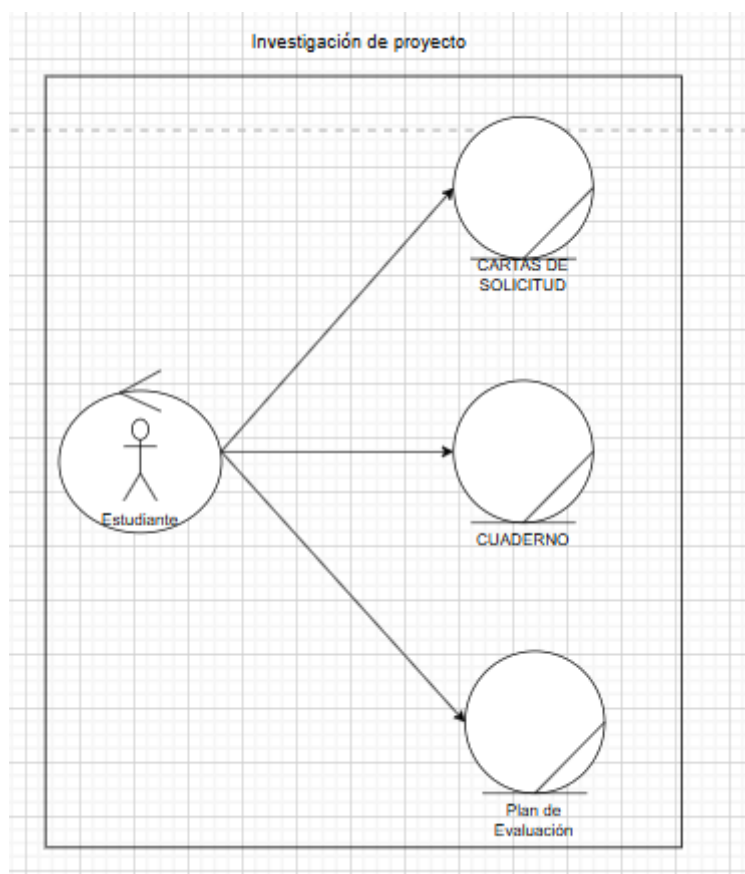 Investigación de proyecto
CARTAS DE
SOLICITUD
Estudiante
CUADERNO
Plan de
Evaluación